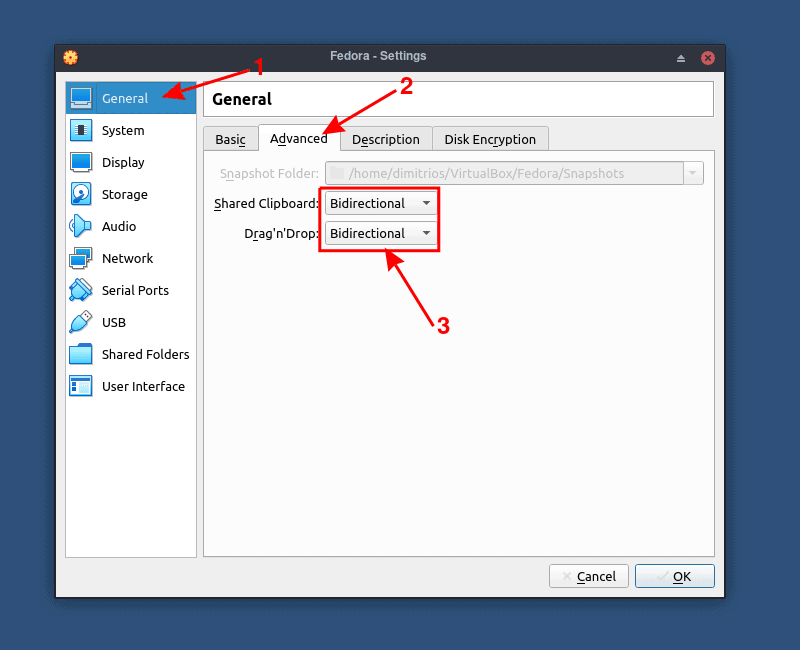 Fedora - Settings
1
General
System
Display
Storage
Audio
Network
Serial Ports
USB
Shared Folders
User Interface
General
2
Basic Advanced Description Disk Encryption
Snapshot Folder: /home/dimitrios/VirtualBox/Fedora/Snapshots
Shared Clipboard: Bidirectional
Drag'n'Drop: Bidirectional
3
Cancel OK